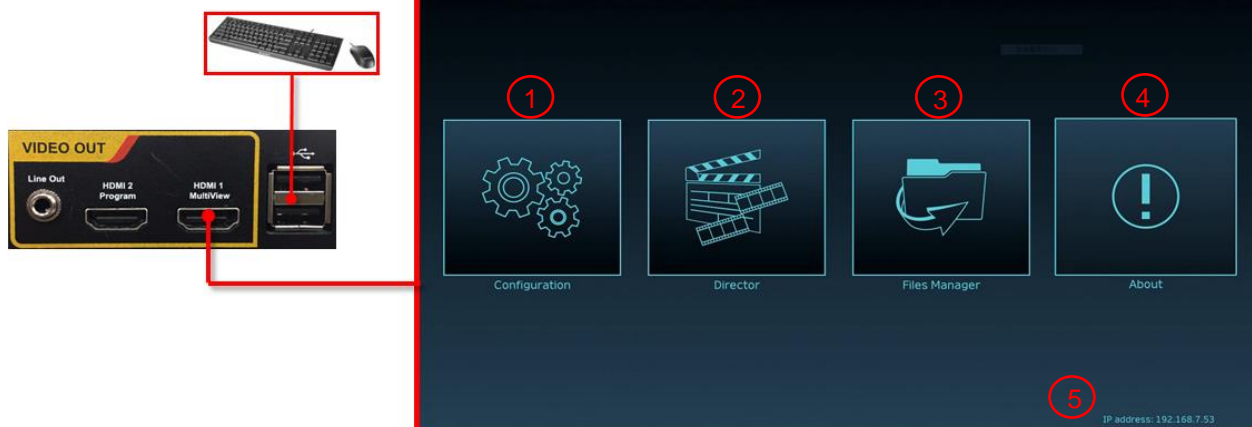 VIDEO OUT
Line Out
HDMI 2
Program
HDMI 1
MultiView
1
2
3
4
Configuration
Director
Files Manager
About
5
IP address: 192.168.7.53